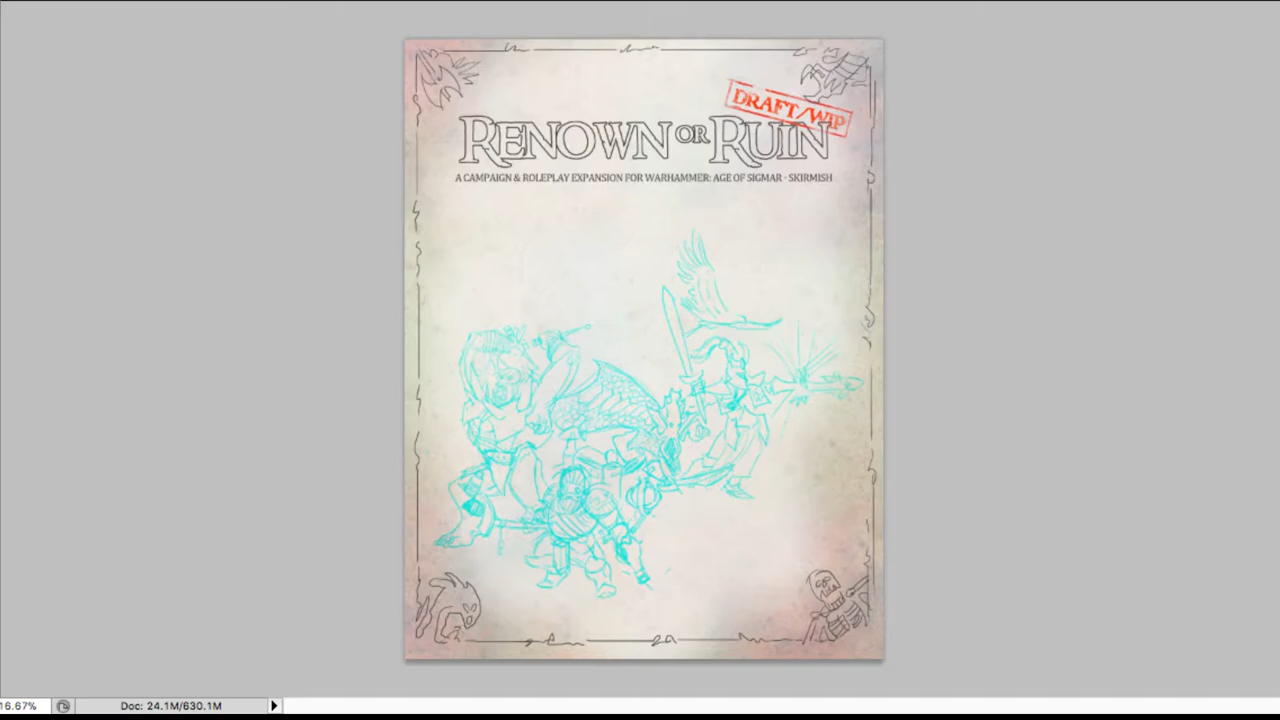 DRAFT/WIP
RENOWN OR RUIN
A CAMPAIGN & ROLEPLAY EXPANSION FOR WARHAMMER: AGE OF SIGMAR - SKIRMISH
16.67% Doc: 24.1M/630.1M